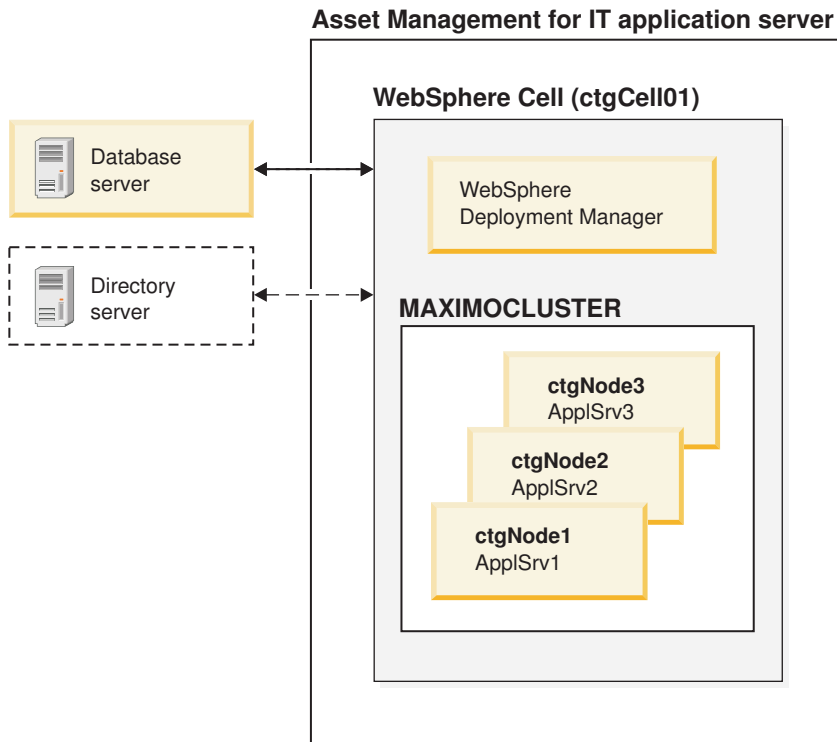 Asset Management for IT application server
WebSphere Cell (ctgCell01)
Database
server
WebSphere
Deployment Manager
Directory
server
MAXIMOCLUSTER
ctgNode3
ApplSrv3
ctgNode2
ApplSrv2
ctgNode1
ApplSrv1